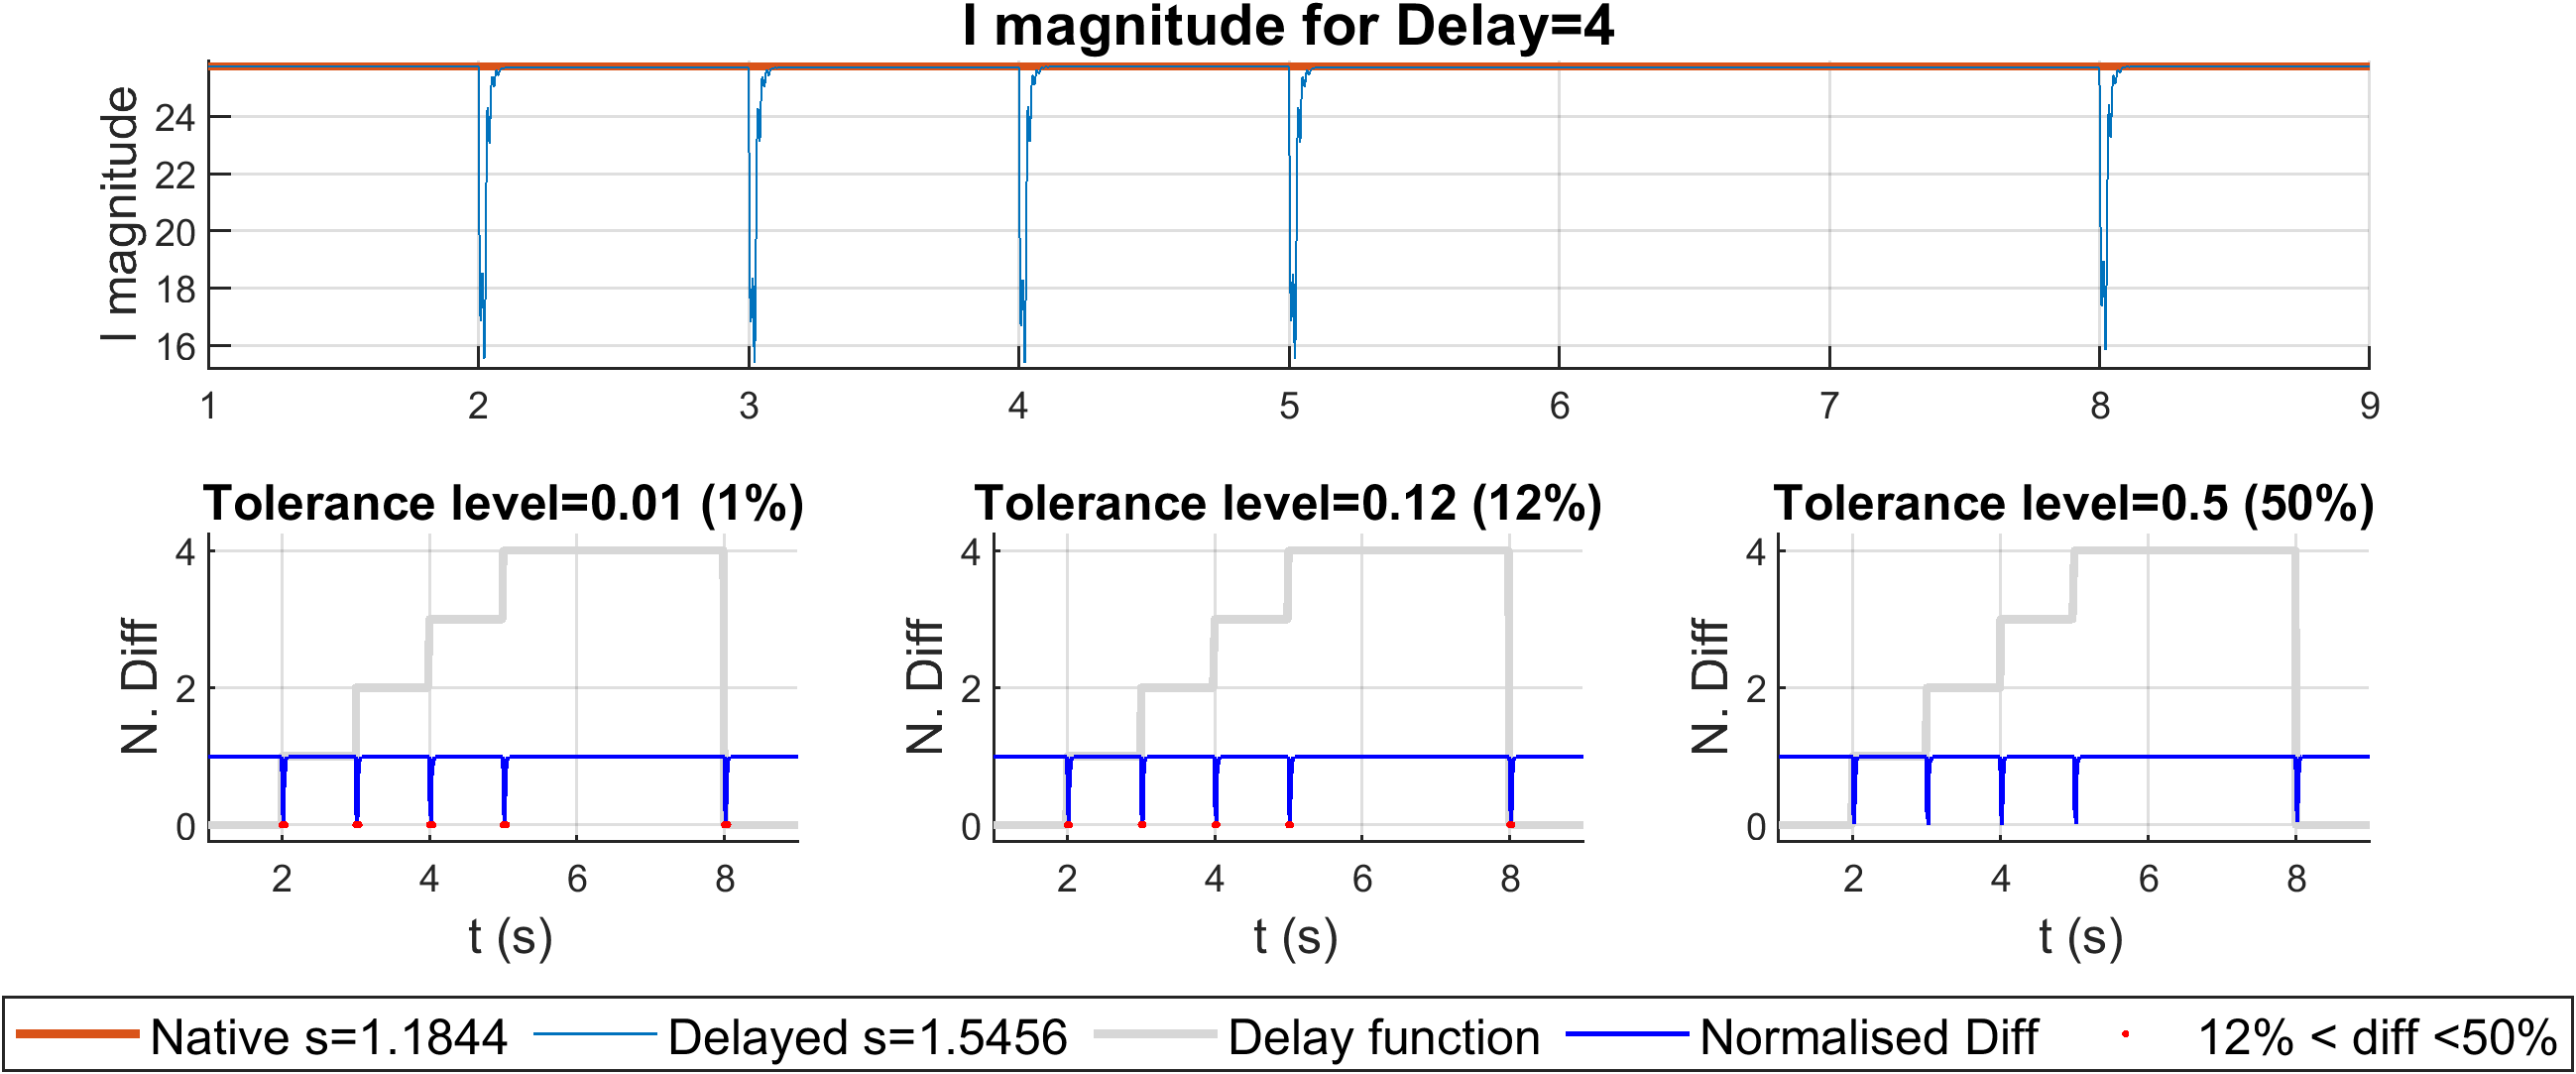 I magnitude for Delay=4
I magnitude
24
22
20
18
16
1 2 3 4 5 6 7 8 9
Tolerance level=0.01 (1%)
N. Diff
4
2
0
2 4 6 8
t (s)
Tolerance level=0.12 (12%)
N. Diff
4
2
0
2 4 6 8
t (s)
Tolerance level=0.5 (50%)
N. Diff
4
2
0
2 4 6 8
t (s)
Native s=1.1844 Delayed s=1.5456 Delay function Normalised Diff 12% < diff <50%